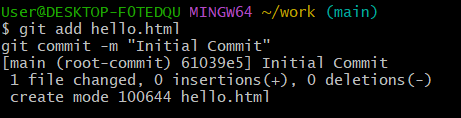 User@DESKTOP-FOTEDQU MINGW64 ~/work (main)
$ git add hello.html
git commit -m "Initial Commit"
[main (root-commit) 61039e5] Initial Commit
 1 file changed, 0 insertions(+), 0 deletions(-)
 create mode 100644 hello.html